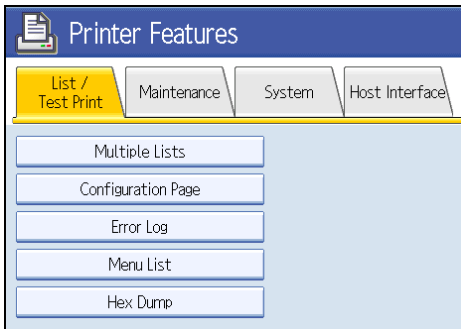 Printer Features
List /
Test Print
Maintenance
System
Host Interface
Multiple Lists
Configuration Page
Error Log
Menu List
Hex Dump